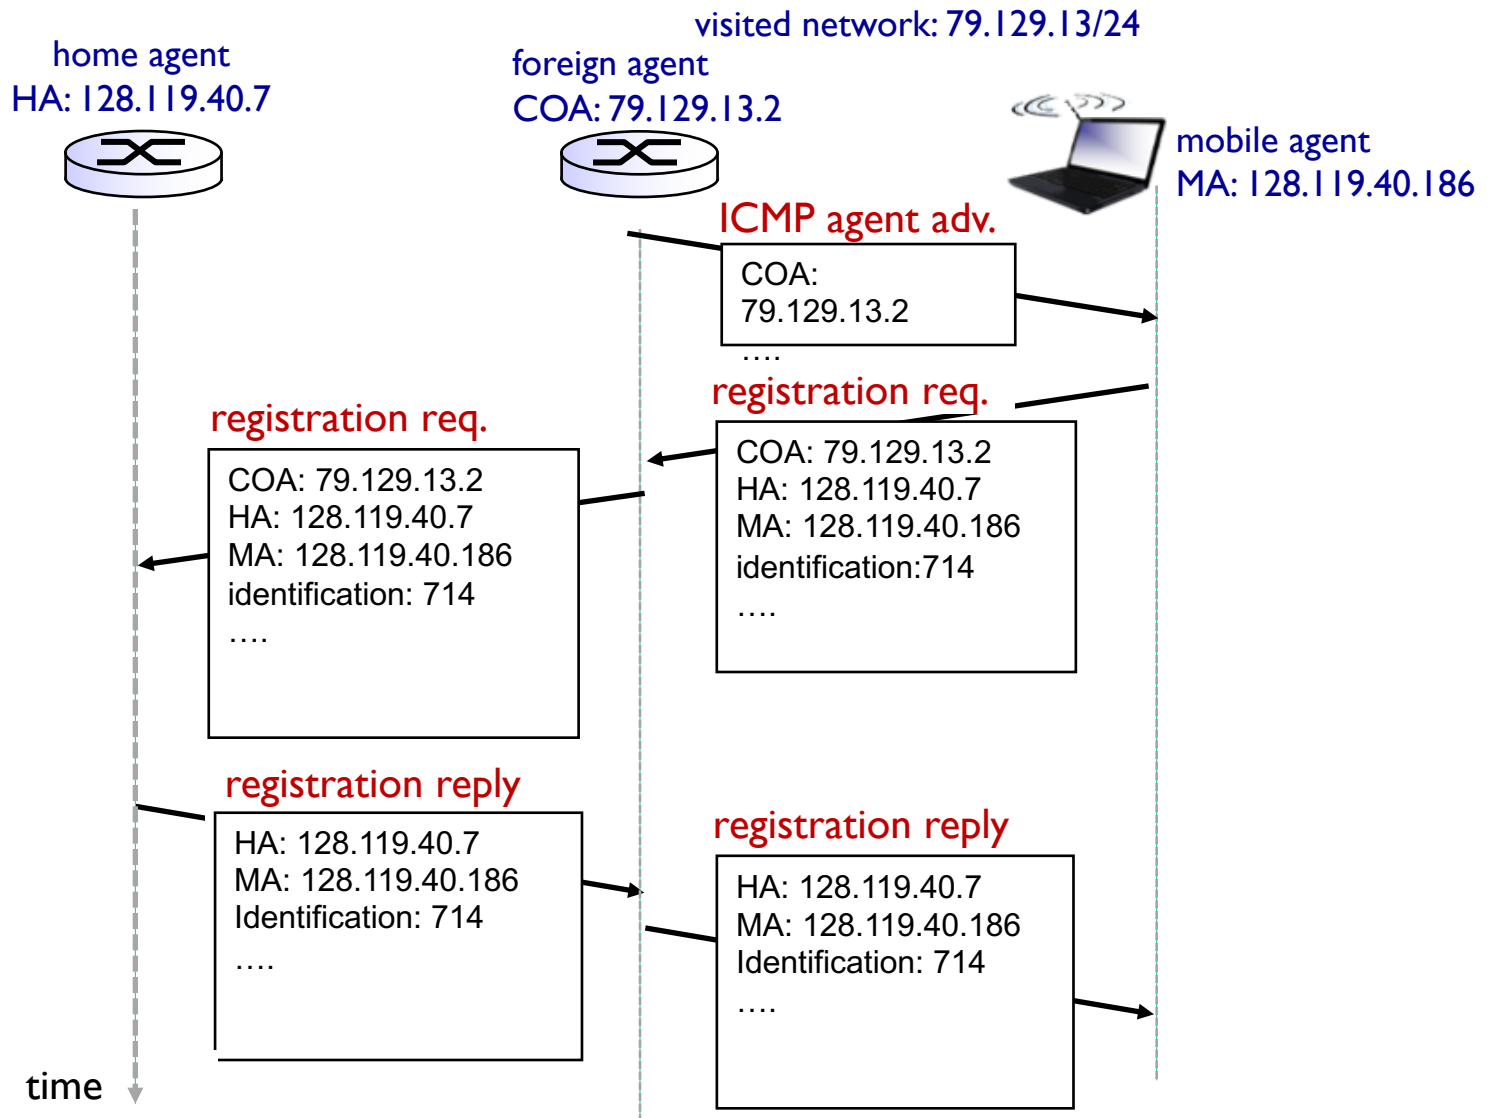 visited network: 79.129.13/24
home agent
HA: 128.119.40.7
foreign agent
COA: 79.129.13.2
mobile agent
MA: 128.119.40.186
ICMP agent adv.
COA:
79.129.13.2
….
registration req.
COA: 79.129.13.2
HA: 128.119.40.7
MA: 128.119.40.186
identification:714
….
registration req.
COA: 79.129.13.2
HA: 128.119.40.7
MA: 128.119.40.186
identification: 714
….
registration reply
HA: 128.119.40.7
MA: 128.119.40.186
Identification: 714
….
registration reply
HA: 128.119.40.7
MA: 128.119.40.186
Identification: 714
….
time